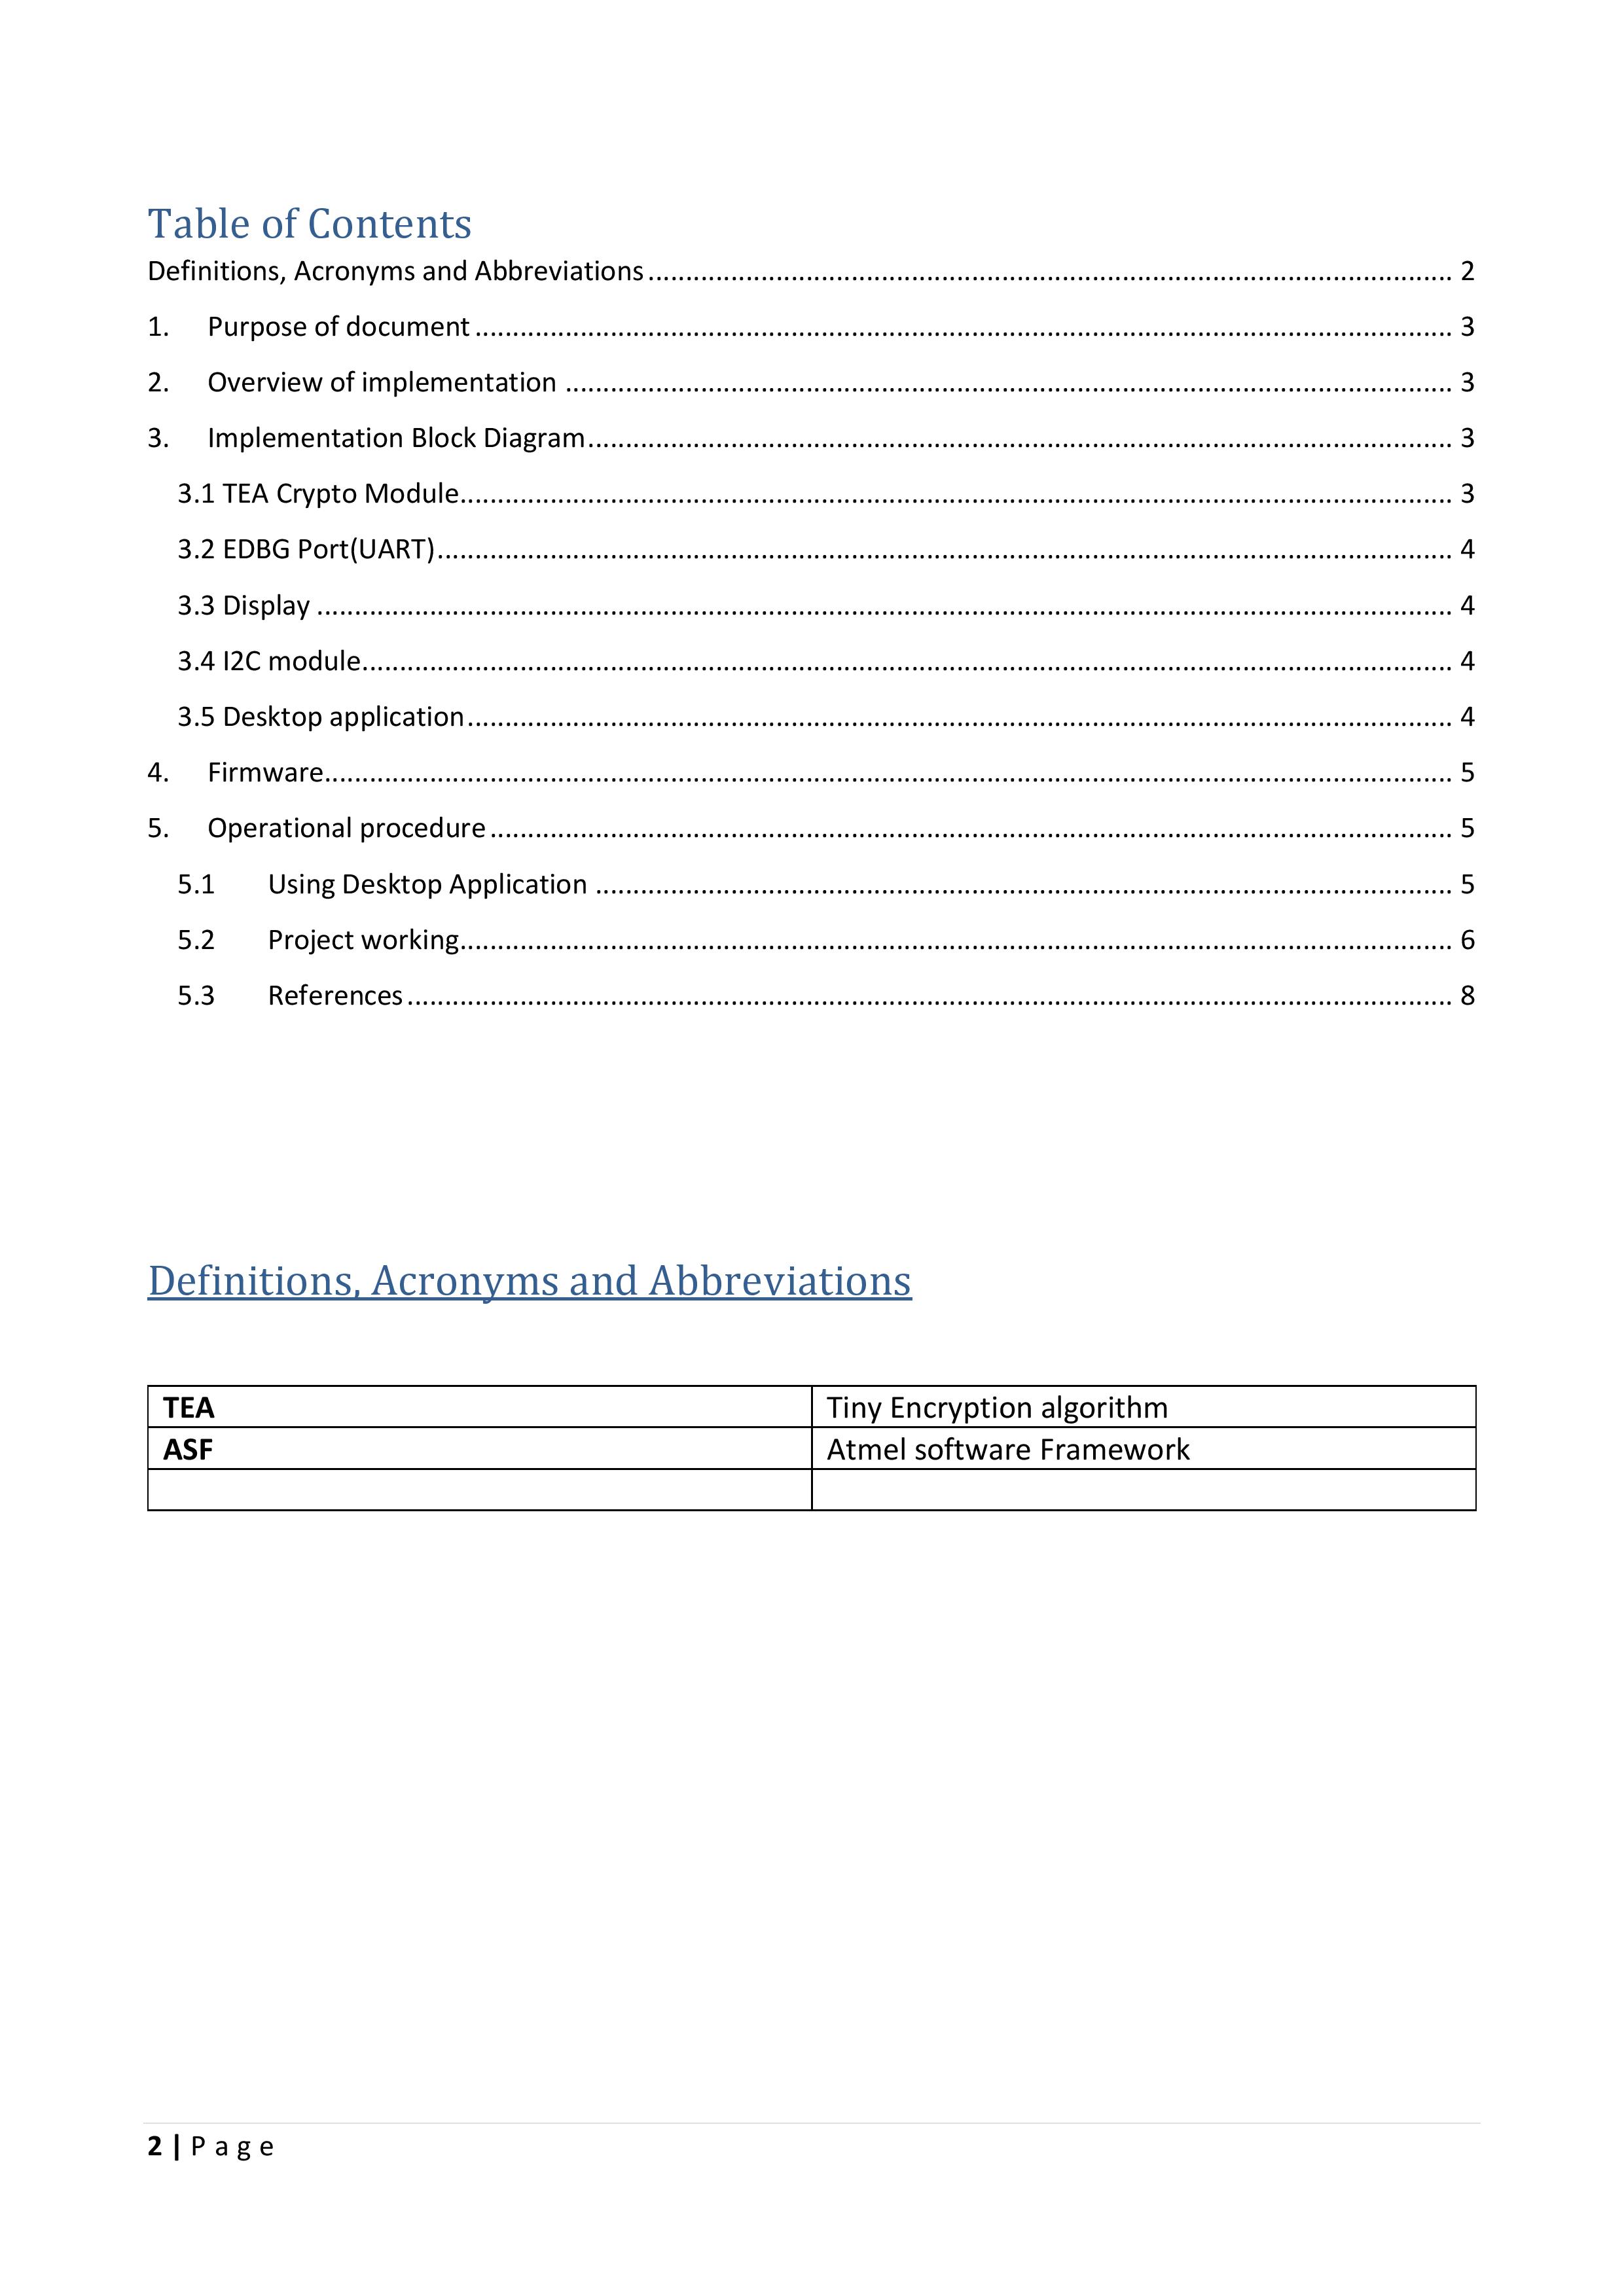 Table of Contents
Definitions, Acronyms and Abbreviations ........................................ 2
1. Purpose of document ........................................ 3
2. Overview of implementation ........................................ 3
3. Implementation Block Diagram ........................................ 3
3.1 TEA Crypto Module ........................................ 3
3.2 EDBG Port(UART) ........................................ 4
3.3 Display ........................................ 4
3.4 I2C module ........................................ 4
3.5 Desktop application ........................................ 4
4. Firmware ........................................ 5
5. Operational procedure ........................................ 5
5.1 Using Desktop Application ........................................ 5
5.2 Project working ........................................ 6
5.3 References ........................................ 8
Definitions, Acronyms and Abbreviations
TEA Tiny Encryption algorithm
ASF Atmel software Framework
2 | P a g e